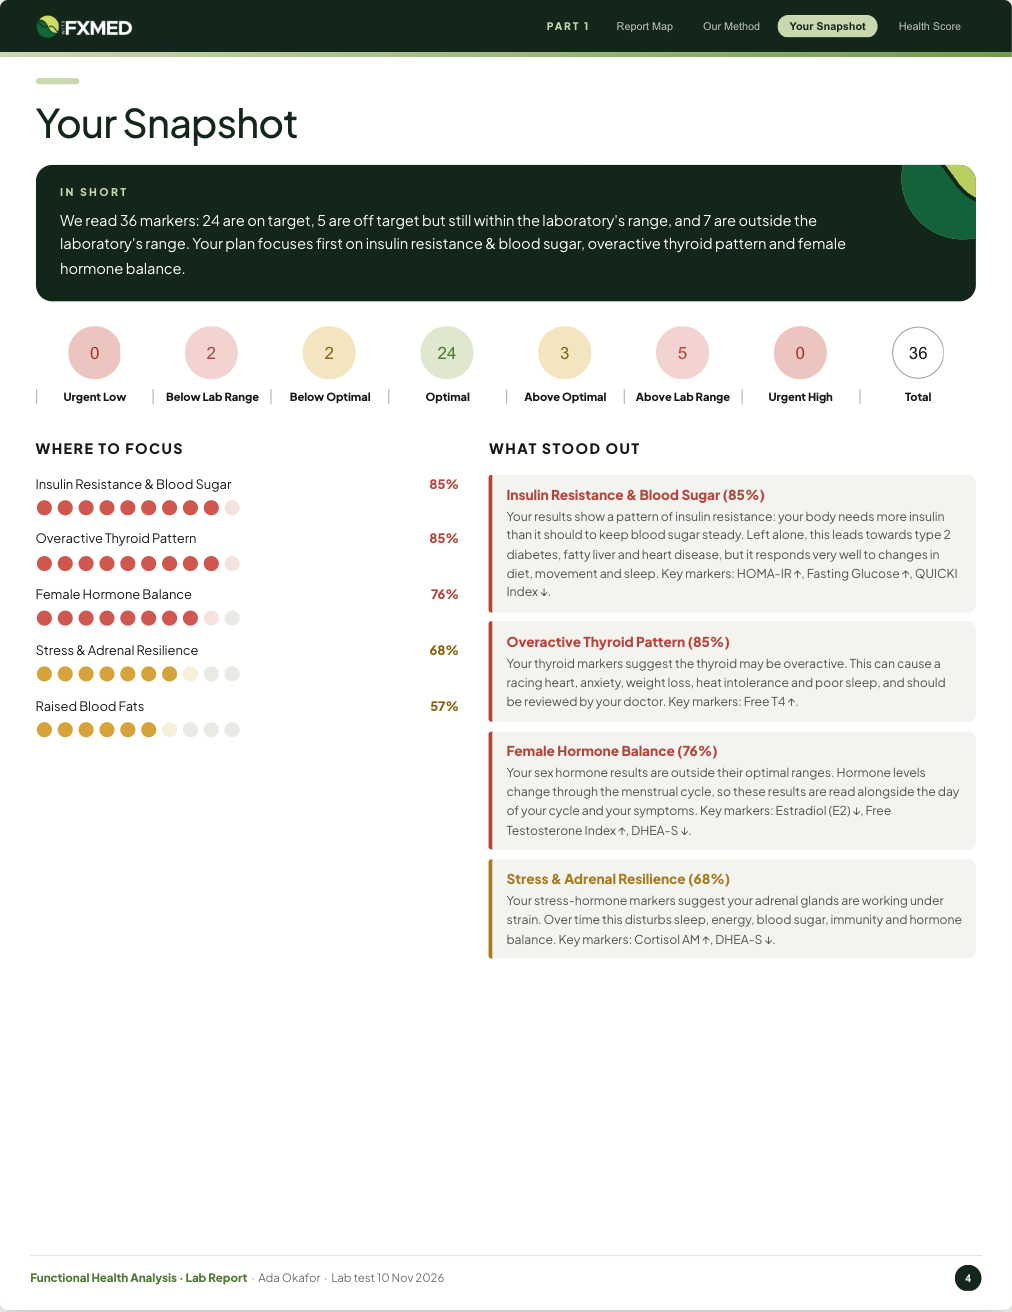 FXMED
PART 1
Report Map
Our Method
Your Snapshot
Health Score
Your Snapshot
IN SHORT
We read 36 markers: 24 are on target, 5 are off target but still within the laboratory's range, and 7 are outside the
laboratory's range. Your plan focuses first on insulin resistance & blood sugar, overactive thyroid pattern and female
hormone balance.
0
2
2
24
3
5
0
36
Urgent Low
Below Lab Range
Below Optimal
Optimal
Above Optimal
Above Lab Range
Urgent High
Total
WHERE TO FOCUS
Insulin Resistance & Blood Sugar 85%
Overactive Thyroid Pattern 85%
Female Hormone Balance 76%
Stress & Adrenal Resilience 68%
Raised Blood Fats 57%
WHAT STOOD OUT
Insulin Resistance & Blood Sugar (85%)
Your results show a pattern of insulin resistance: your body needs more insulin
than it should to keep blood sugar steady. Left alone, this leads towards type 2
diabetes, fatty liver and heart disease, but it responds very well to changes in
diet, movement and sleep. Key markers: HOMA-IR ↑, Fasting Glucose ↑, QUICKI
Index ↓.
Overactive Thyroid Pattern (85%)
Your thyroid markers suggest the thyroid may be overactive. This can cause a
racing heart, anxiety, weight loss, heat intolerance and poor sleep, and should
be reviewed by your doctor. Key markers: Free T4 ↑.
Female Hormone Balance (76%)
Your sex hormone results are outside their optimal ranges. Hormone levels
change through the menstrual cycle, so these results are read alongside the day
of your cycle and your symptoms. Key markers: Estradiol (E2) ↓, Free
Testosterone Index ↑, DHEA-S ↓.
Stress & Adrenal Resilience (68%)
Your stress-hormone markers suggest your adrenal glands are working under
strain. Over time this disturbs sleep, energy, blood sugar, immunity and hormone
balance. Key markers: Cortisol AM ↑, DHEA-S ↓.
Functional Health Analysis · Lab Report · Ada Okafor · Lab test 10 Nov 2026
4